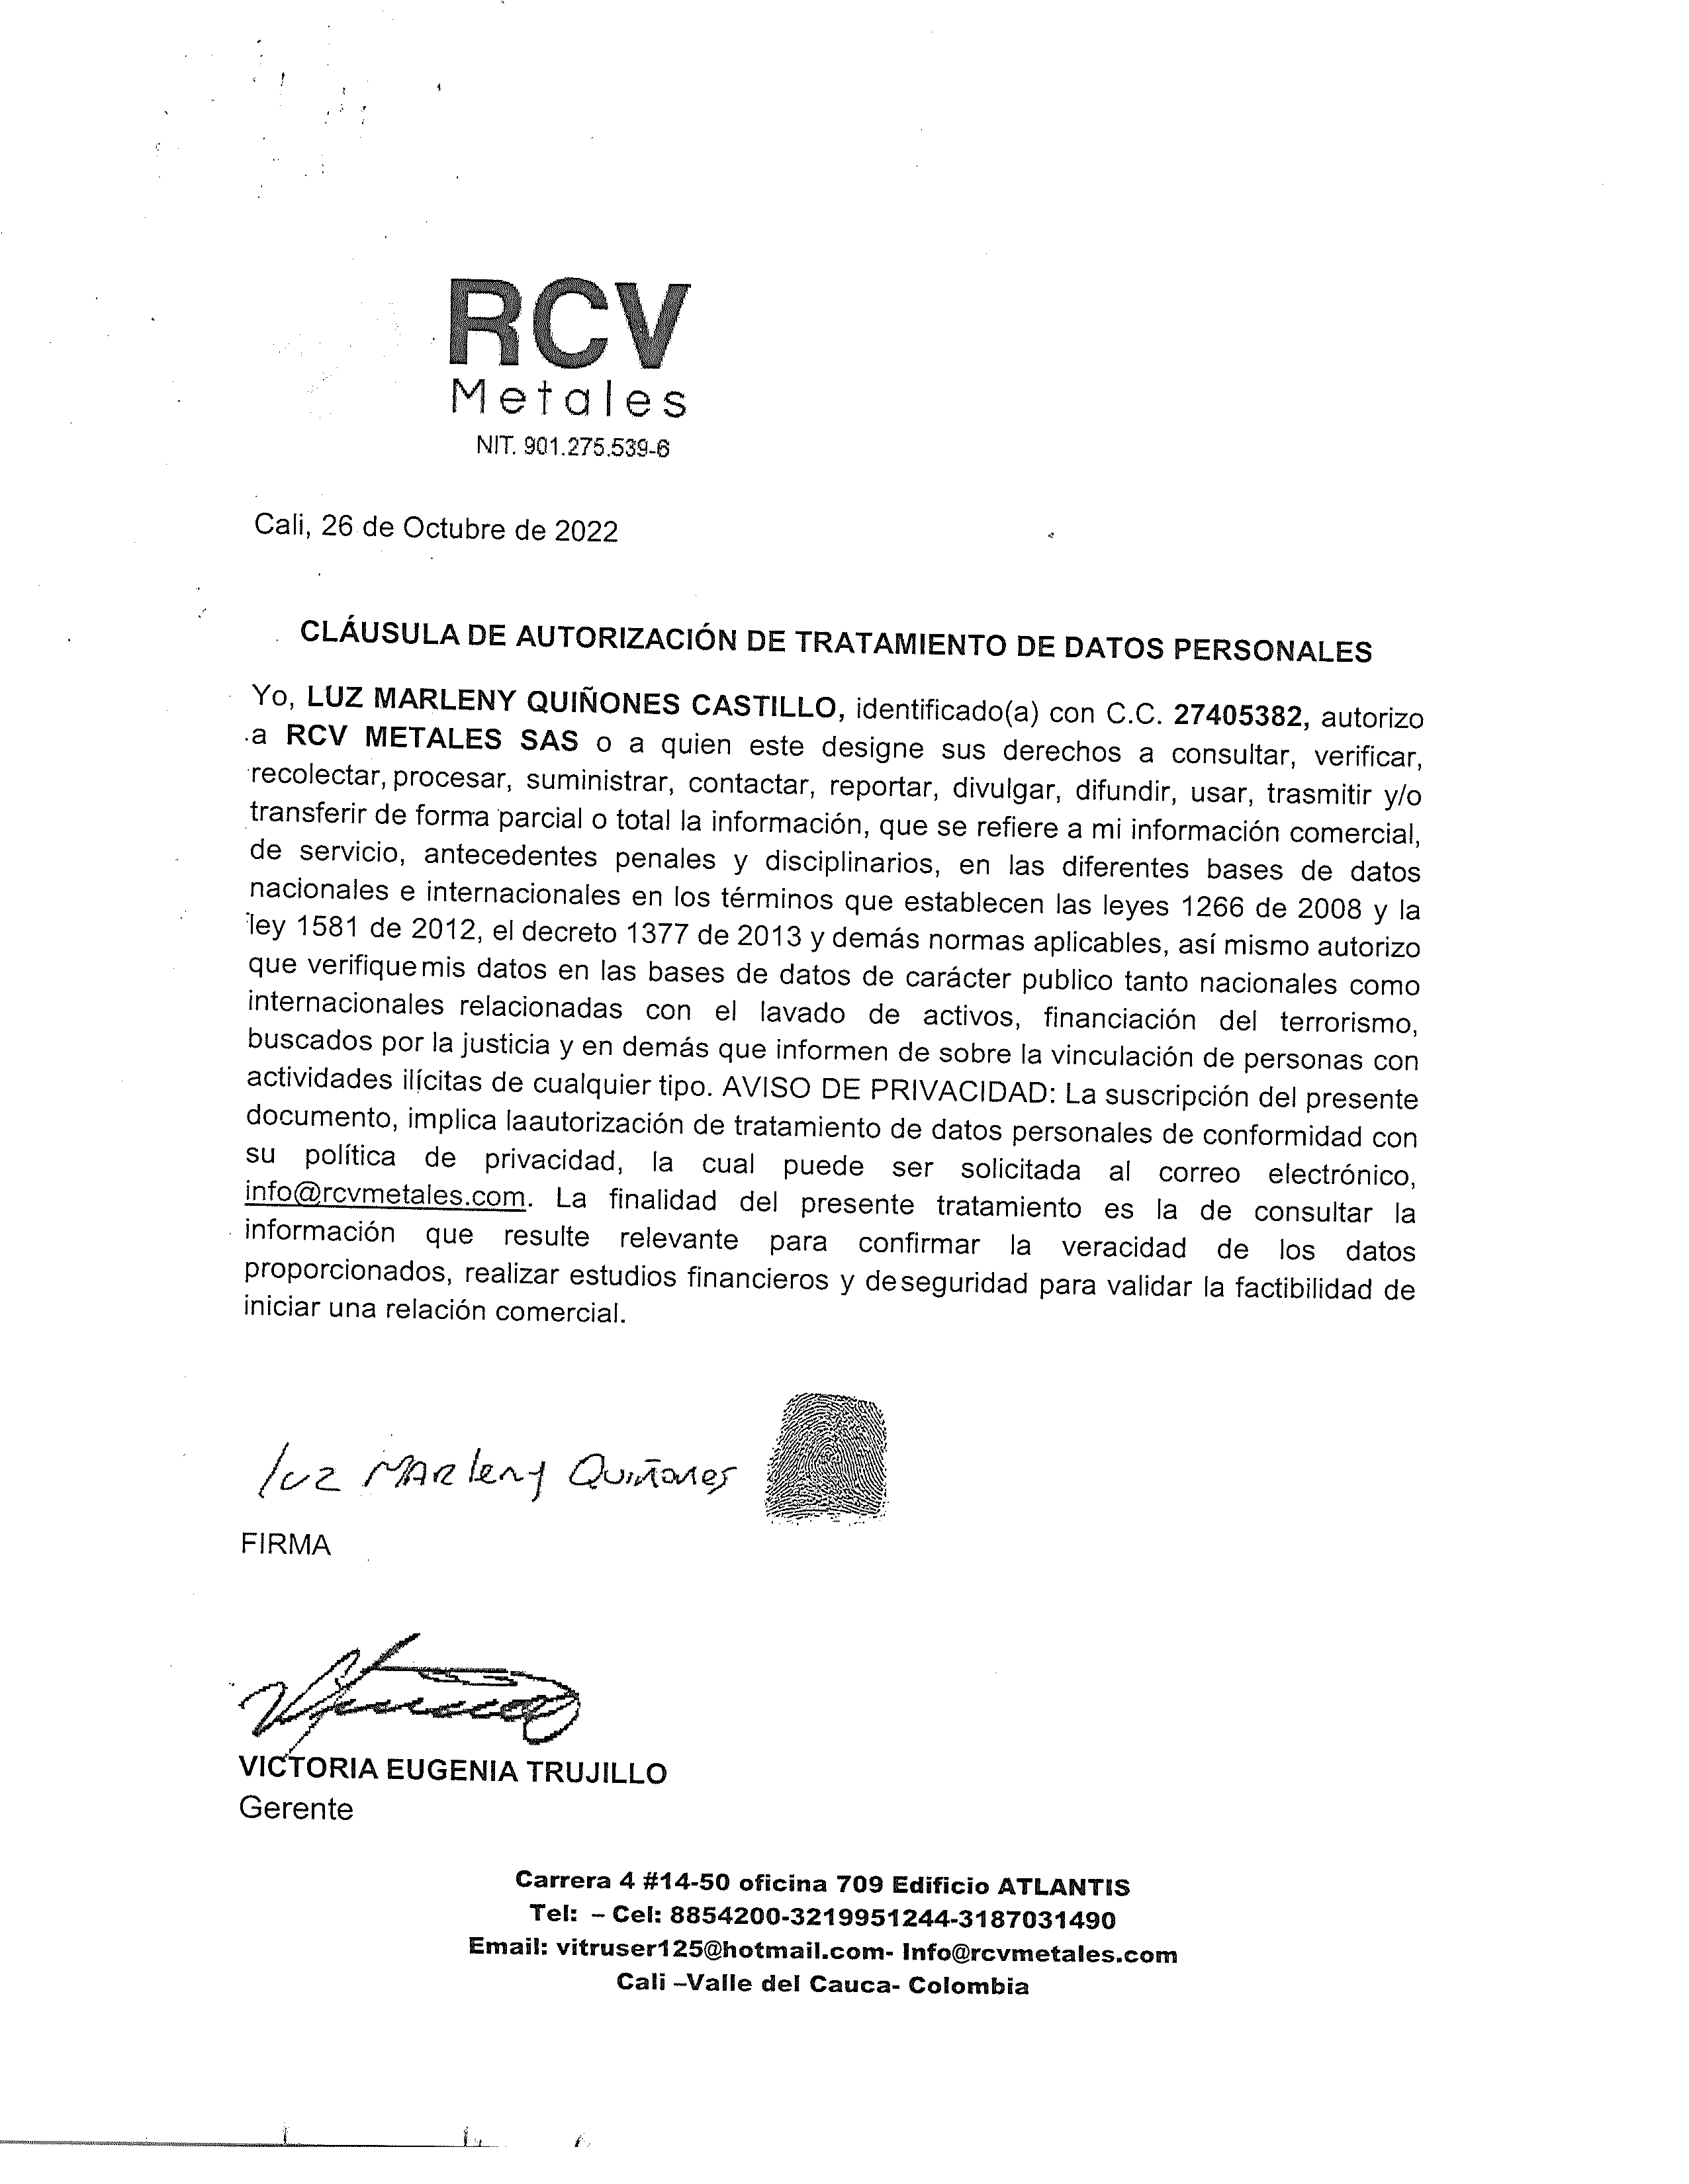 RCV
Metales
NIT. 901.275.539-6
Cali, 26 de Octubre de 2022
CLÁUSULA DE AUTORIZACIÓN DE TRATAMIENTO DE DATOS PERSONALES
Yo, LUZ MARLENY QUIÑONES CASTILLO, identificado(a) con C.C. 27405382, autorizo
a RCV METALES SAS o a quien este designe sus derechos a consultar, verificar,
recolectar, procesar, suministrar, contactar, reportar, divulgar, difundir, usar, trasmitir y/o
transferir de forma parcial o total la información, que se refiere a mi información comercial,
de servicio, antecedentes penales y disciplinarios, en las diferentes bases de datos
nacionales e internacionales en los términos que establecen las leyes 1266 de 2008 y la
ley 1581 de 2012, el decreto 1377 de 2013 y demás normas aplicables, así mismo autorizo
que verifique mis datos en las bases de datos de carácter publico tanto nacionales como
internacionales relacionadas con el lavado de activos, financiación del terrorismo,
buscados por la justicia y en demás que informen de sobre la vinculación de personas con
actividades ilícitas de cualquier tipo. AVISO DE PRIVACIDAD: La suscripción del presente
documento, implica laautorización de tratamiento de datos personales de conformidad con
su política de privacidad, la cual puede ser solicitada al correo electrónico,
info@rcvmetales.com. La finalidad del presente tratamiento es la de consultar la
información que resulte relevante para confirmar la veracidad de los datos
proporcionados, realizar estudios financieros y deseguridad para validar la factibilidad de
iniciar una relación comercial.
luz MARleny Quiñones
FIRMA
VICTORIA EUGENIA TRUJILLO
Gerente
Carrera 4 #14-50 oficina 709 Edificio ATLANTIS
Tel: – Cel: 8854200-3219951244-3187031490
Email: vitruser125@hotmail.com- Info@rcvmetales.com
Cali –Valle del Cauca- Colombia